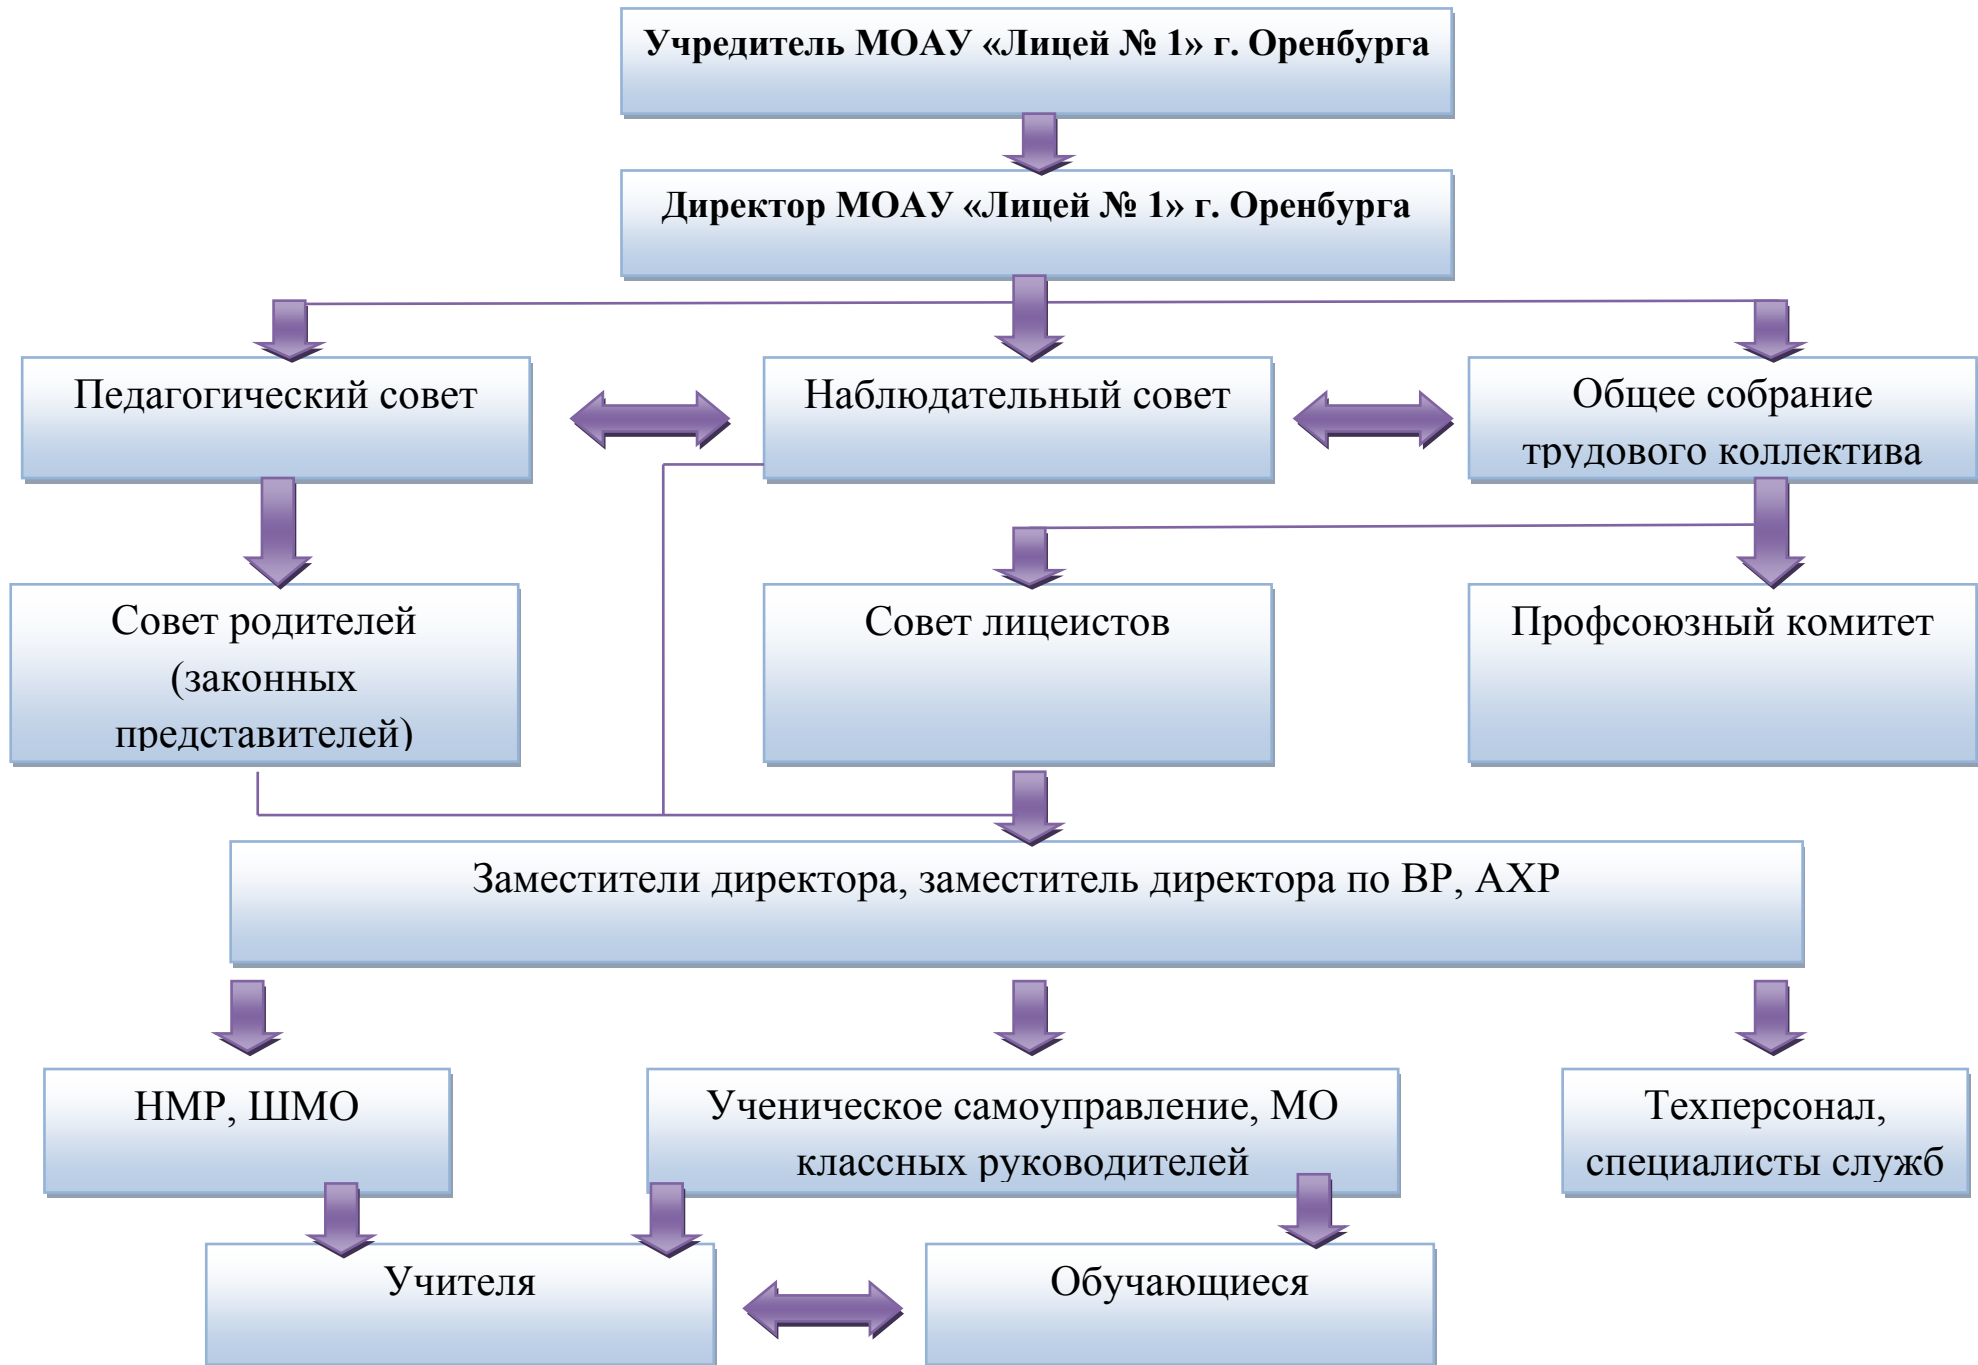 Учредитель МОАУ «Лицей № 1» г. Оренбурга
Директор МОАУ «Лицей № 1» г. Оренбурга
Педагогический совет
Наблюдательный совет
Общее собрание
трудового коллектива
Совет родителей
(законных
представителей)
Совет лицеистов
Профсоюзный комитет
Заместители директора, заместитель директора по ВР, АХР
НМР, ШМО
Ученическое самоуправление, МО
классных руководителей
Техперсонал,
специалисты служб
Учителя
Обучающиеся